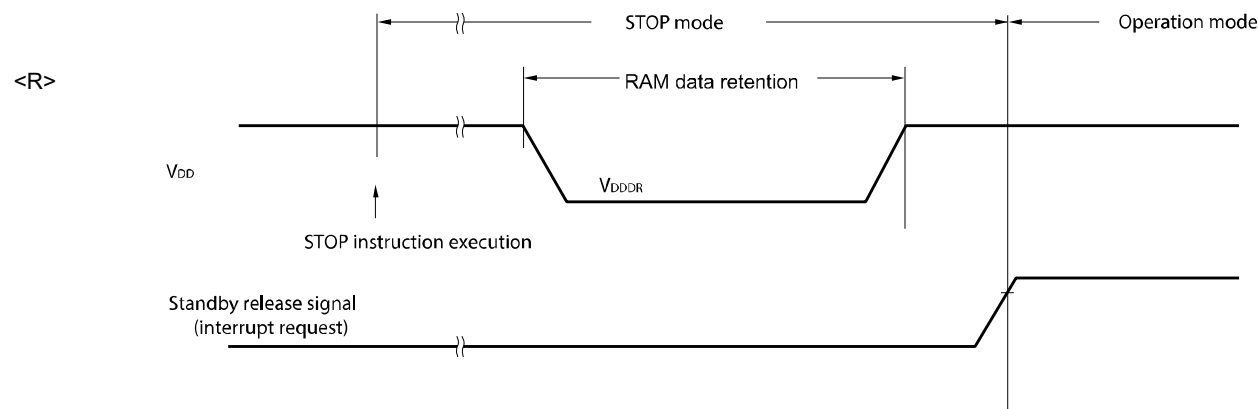 STOP mode
Operation mode
<R>
RAM data retention
VDD
VDDDR
STOP instruction execution
Standby release signal
(interrupt request)